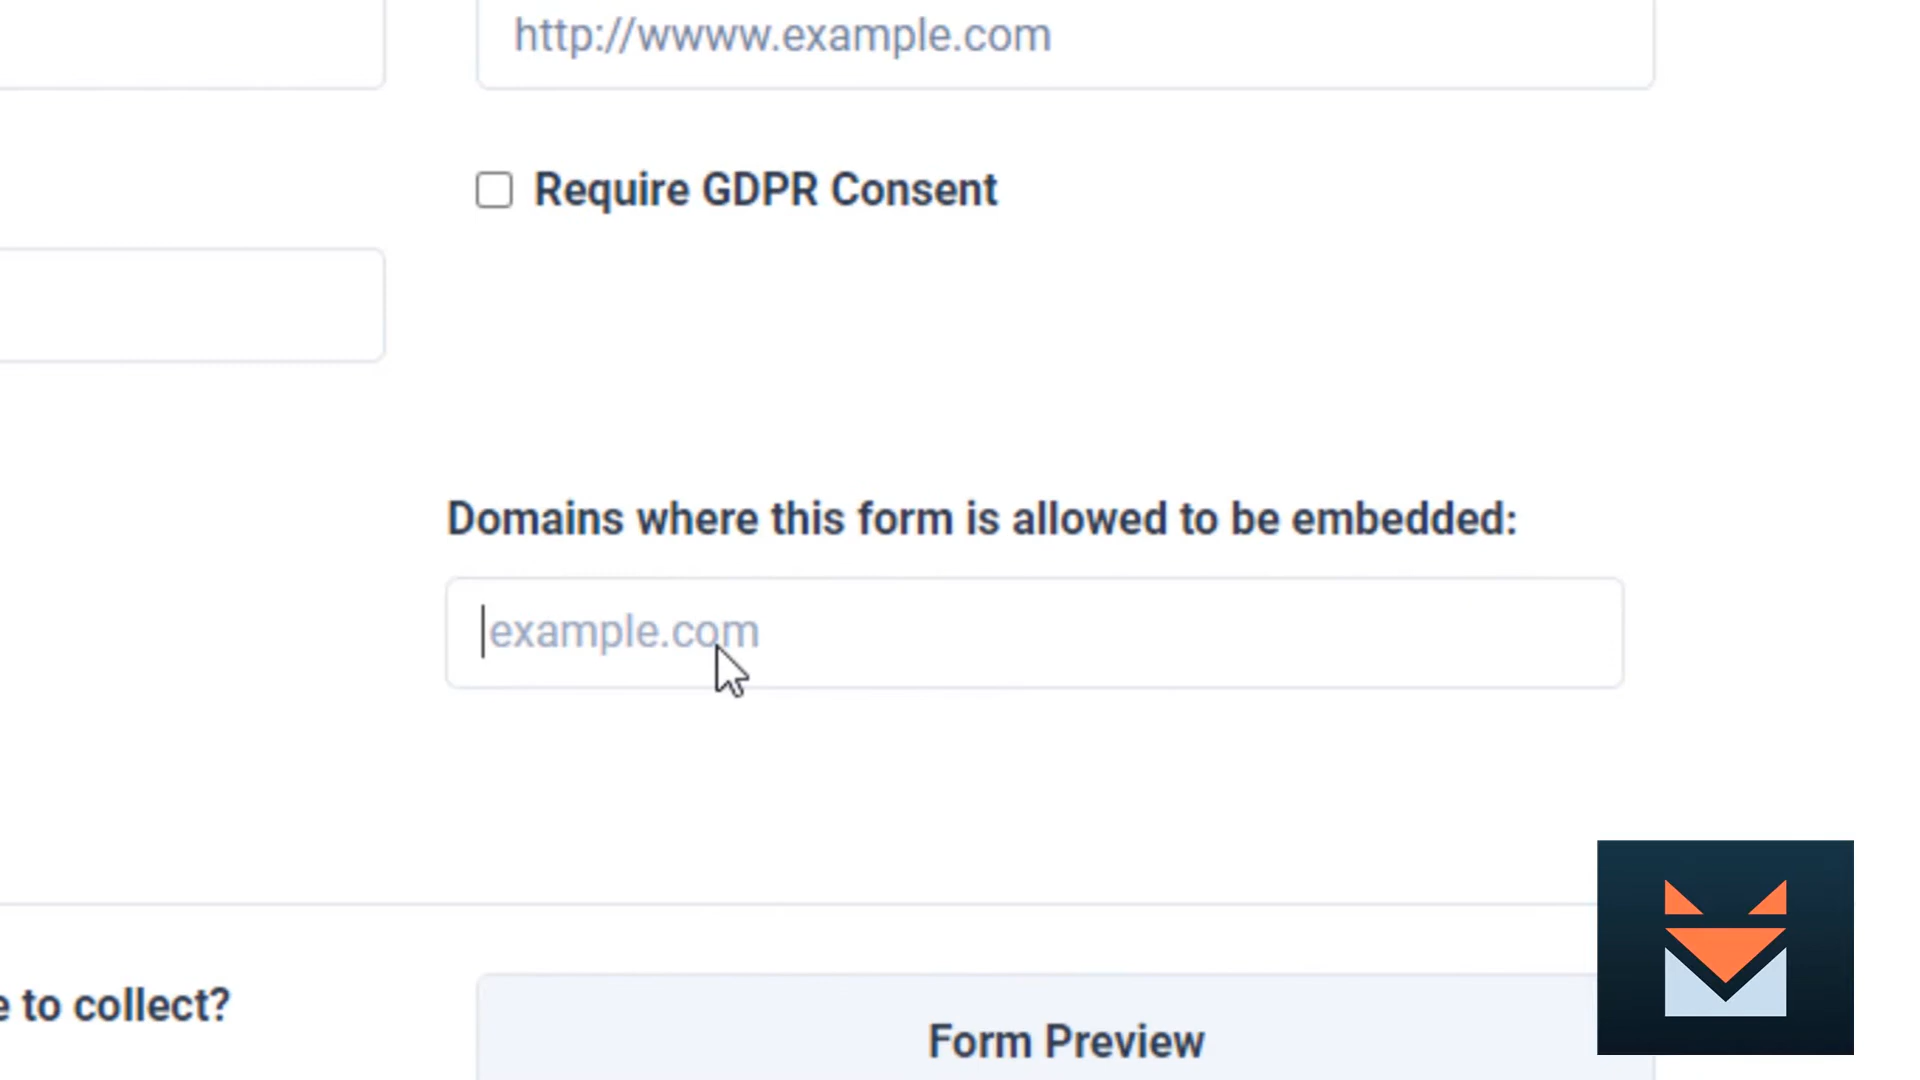 http://wwww.example.com
Require GDPR Consent
Domains where this form is allowed to be embedded:
example.com
e to collect?
Form Preview